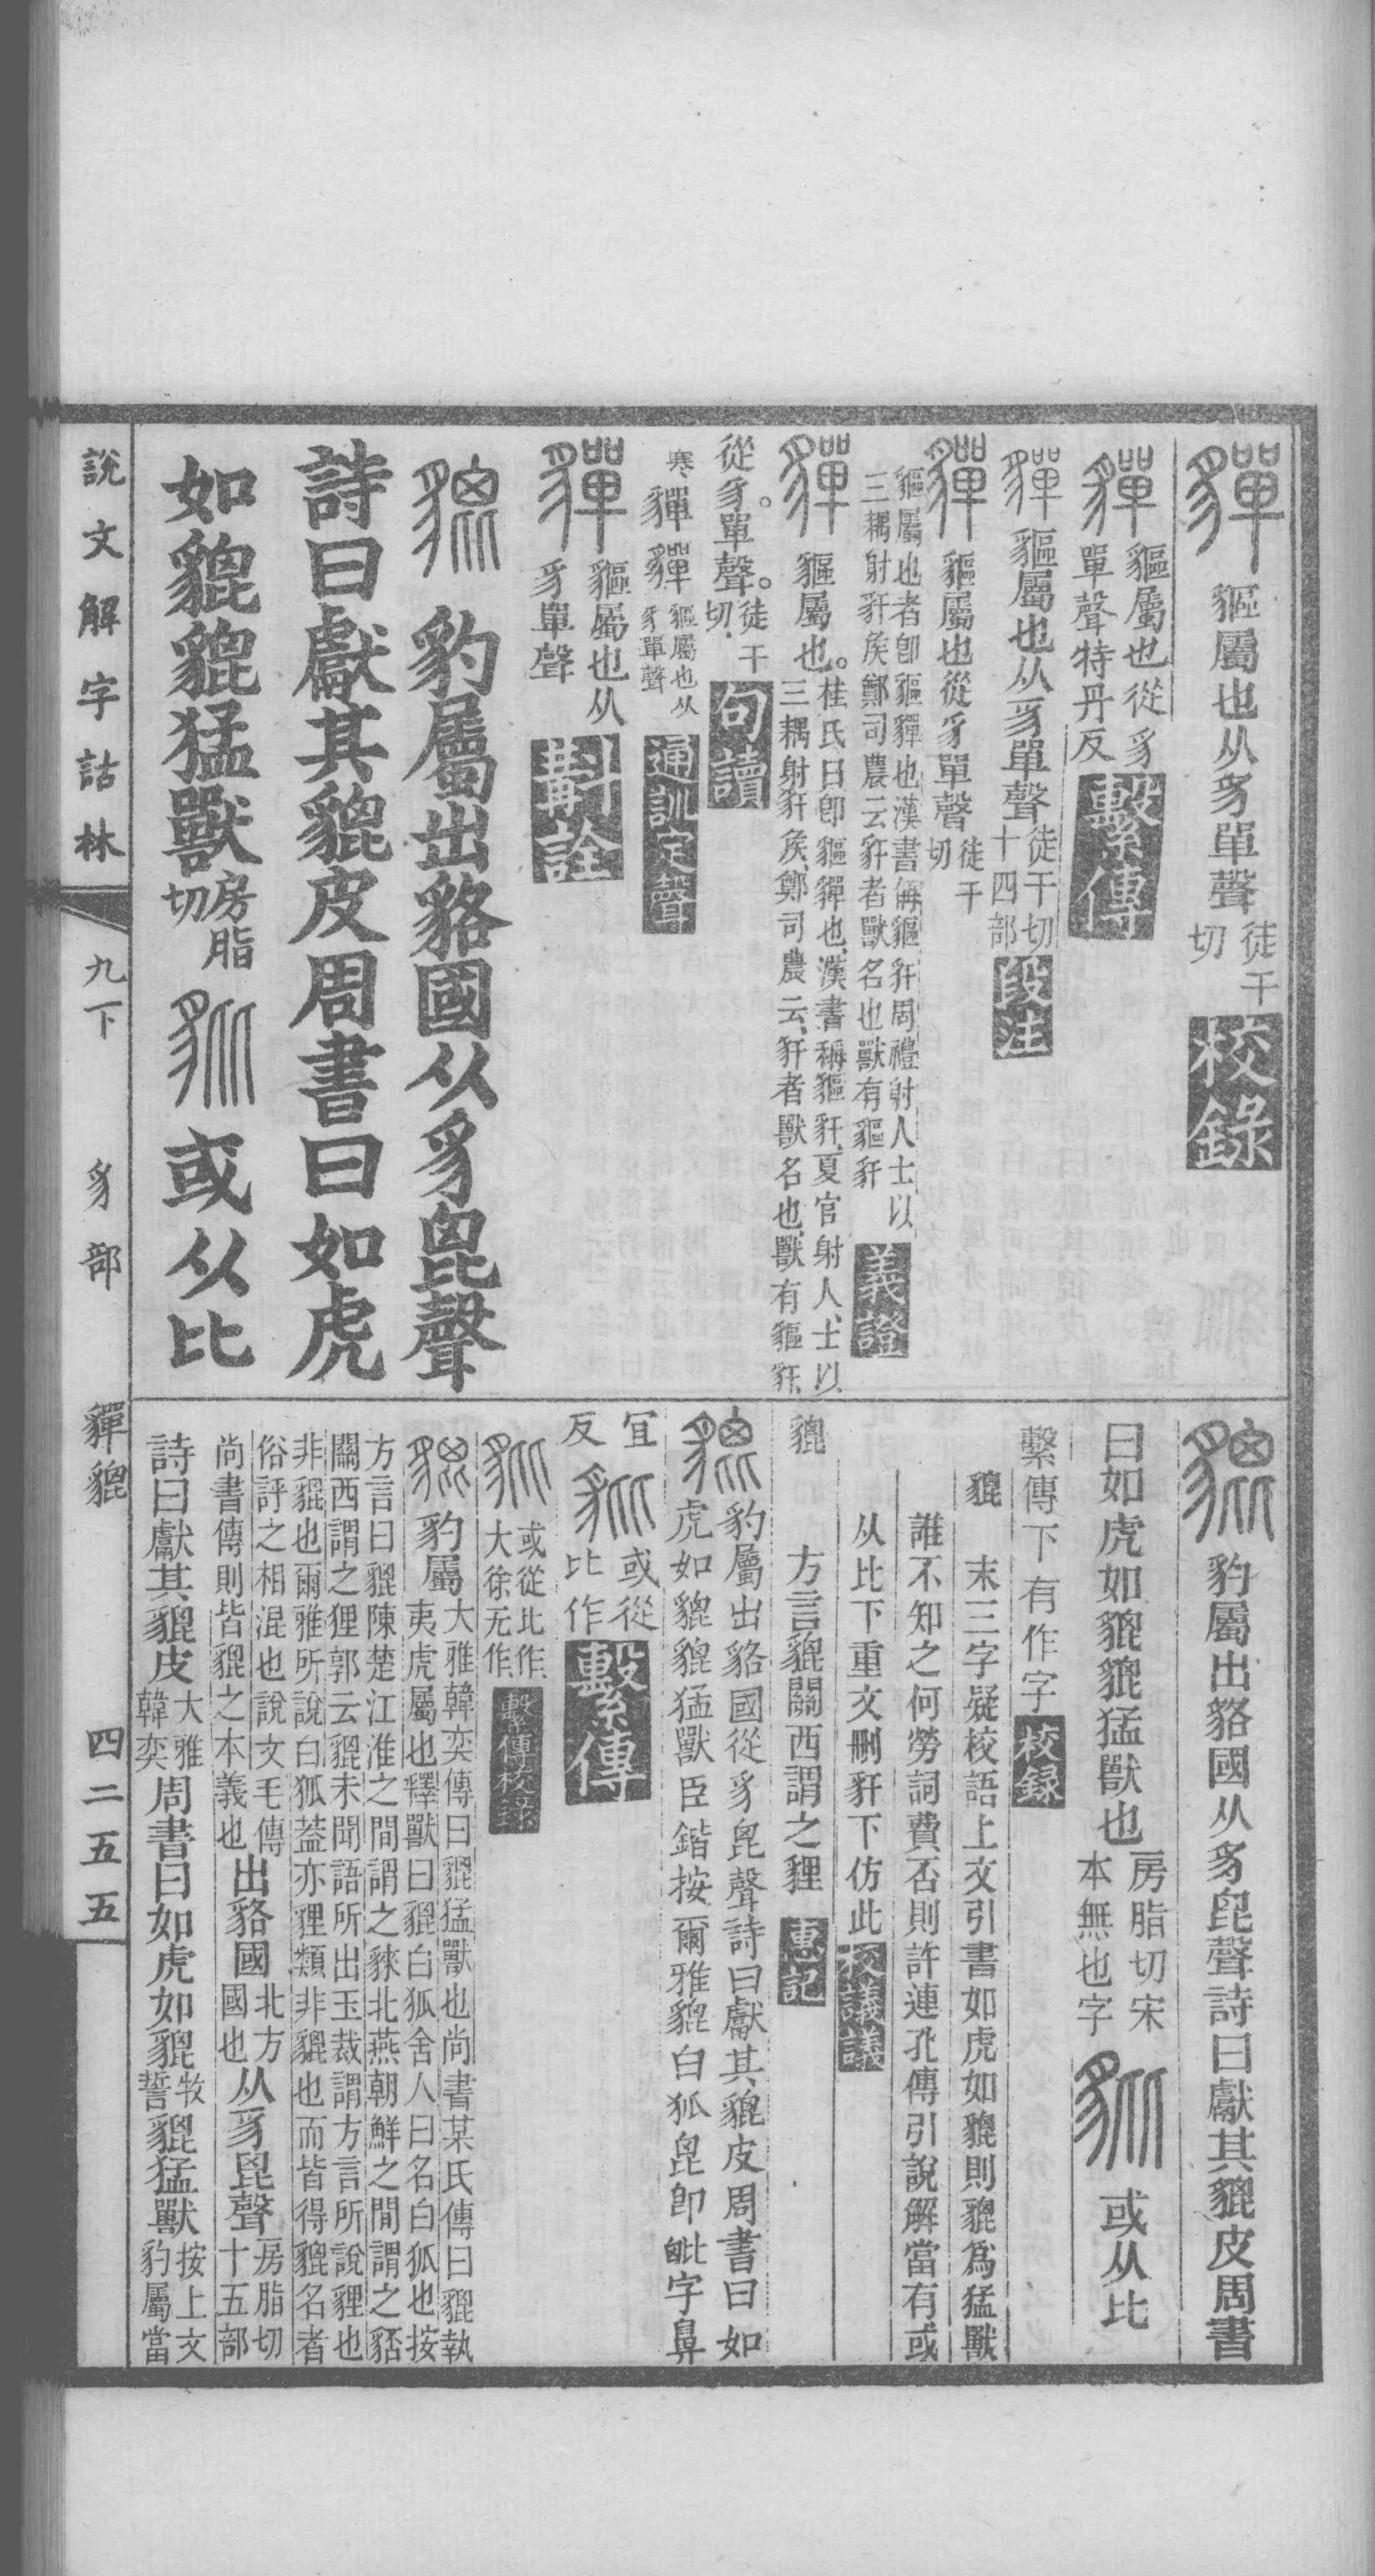 貚 貙屬也从豸單聲徒干切 校錄
貚 貙屬也從豸單聲特丹反 繫傳
貚 貙屬也从豸單聲徒干切十四部 段注
貚 貙屬也從豸單聲徒干切
貙屬也者卽貙貚也漢書偁貙豻周禮射人士以三耦射豻矦鄭司農云豻者獸名也獸有貙豻 義證
貚 貙屬也。桂氏曰卽貙貚也、漢書稱貙豻、夏官射人、士以三耦射豻矦、鄭司農云、豻者獸名也、獸有貙豻、
從豸。單聲。徒干切、 句讀
寒 貚 貚 貙屬也从豸單聲 通訓定聲
貚 貙屬也从豸單聲 斠詮
貔 豹屬出貉國从豸𣬉聲
詩曰獻其貔皮周書曰如虎
如貔貔猛獸房脂切 豼 或从比
貔 豹屬出貉國从豸𣬉聲詩曰獻其貔皮周書
曰如虎如貔貔猛獸也房脂切宋本無也字 豼 或从比
繫傳下有作字 校錄
貔 末三字疑校語上文引書如虎如貔則貔爲猛獸
誰不知之何勞詞費否則許連孔傳引說解當有或
从比下重文刪豻下仿此 校議議
貔 方言貔關西謂之狸 惠記
貔 豹屬出貉國從豸𣬉聲詩曰獻其貔皮周書曰如
虎如貔貔猛獸臣鍇按爾雅貔白狐𣬉卽毗字鼻
宜反 豼 或從比作 繫傳
豼 或從比作、大徐无作、 繫傳校錄
貔 豹屬大雅韓奕傳曰貔猛獸也尚書某氏傳曰貔執夷虎屬也釋獸曰貔白狐舍人曰名白狐也按
方言曰貔陳楚江淮之間謂之𧳟北燕朝鮮之間謂之䝙關西謂之狸郭云貔未聞語所出玉裁謂方言所說狸也
非貔也爾雅所說白狐葢亦狸類非貔也而皆得貔名者俗評之相混也說文毛傳
尚書傳則皆貔之本義也出貉國北方國也从豸𣬉聲房脂切十五部
詩曰獻其貔皮大雅韓奕周書曰如虎如貔牧誓貔猛獸按上文豹屬當
說文解字詁林 九下 豸部 貚貔 四二五五